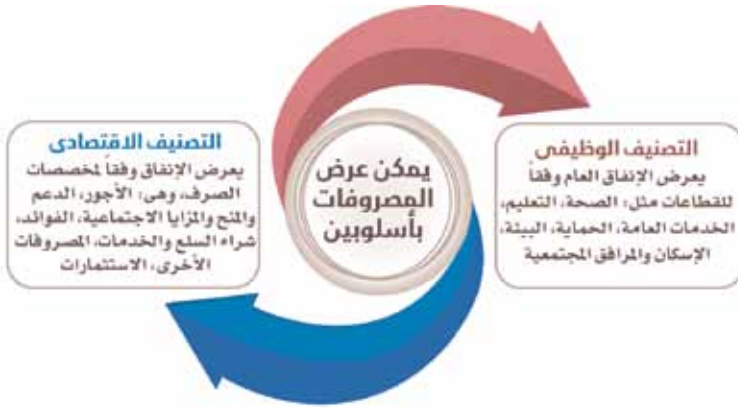 يمكن عرض
المصروفات
بأسلوبين
التصنيف الوظيفى
يعرض الإنفاق العام وفقاً
للقطاعات مثل: الصحة، التعليم،
الخدمات العامة، الحماية، البيئة،
الإسكان والمرافق المجتمعية
التصنيف الاقتصادى
يعرض الإنفاق وفقاً لمخصصات
الصرف، وهى: الأجور، الدعم
والمنح والمزايا الاجتماعية، الفوائد،
شراء السلع والخدمات، المصروفات
الأخرى، الاستثمارات